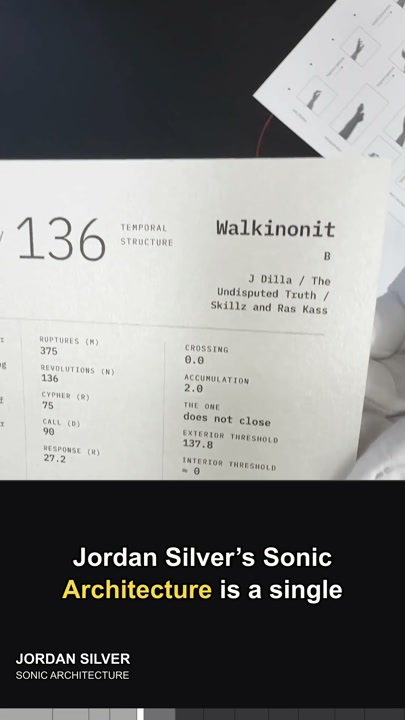 136
TEMPORAL
STRUCTURE
Walkinonit
B
J Dilla / The
Undisputed Truth /
Skillz and Ras Kass
RUPTURES (M)
375
REVOLUTIONS (N)
136
CYPHER (R)
75
CALL (D)
90
RESPONSE (R)
27.2
CROSSING
0.0
ACCUMULATION
2.0
THE ONE
does not close
EXTERIOR THRESHOLD
137.8
INTERIOR THRESHOLD
≈ 0
Jordan Silver’s Sonic
Architecture is a single
JORDAN SILVER
SONIC ARCHITECTURE